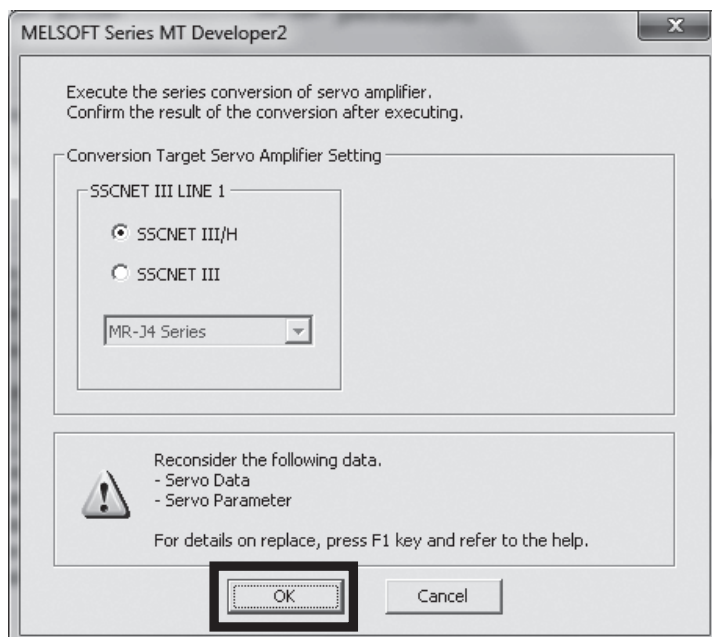 MELSOFT Series MT Developer2
Execute the series conversion of servo amplifier.
Confirm the result of the conversion after executing.
Conversion Target Servo Amplifier Setting
SSCNET III LINE 1
SSCNET III/H
SSCNET III
MR-J4 Series
Reconsider the following data.
- Servo Data
- Servo Parameter
For details on replace, press F1 key and refer to the help.
OK
Cancel